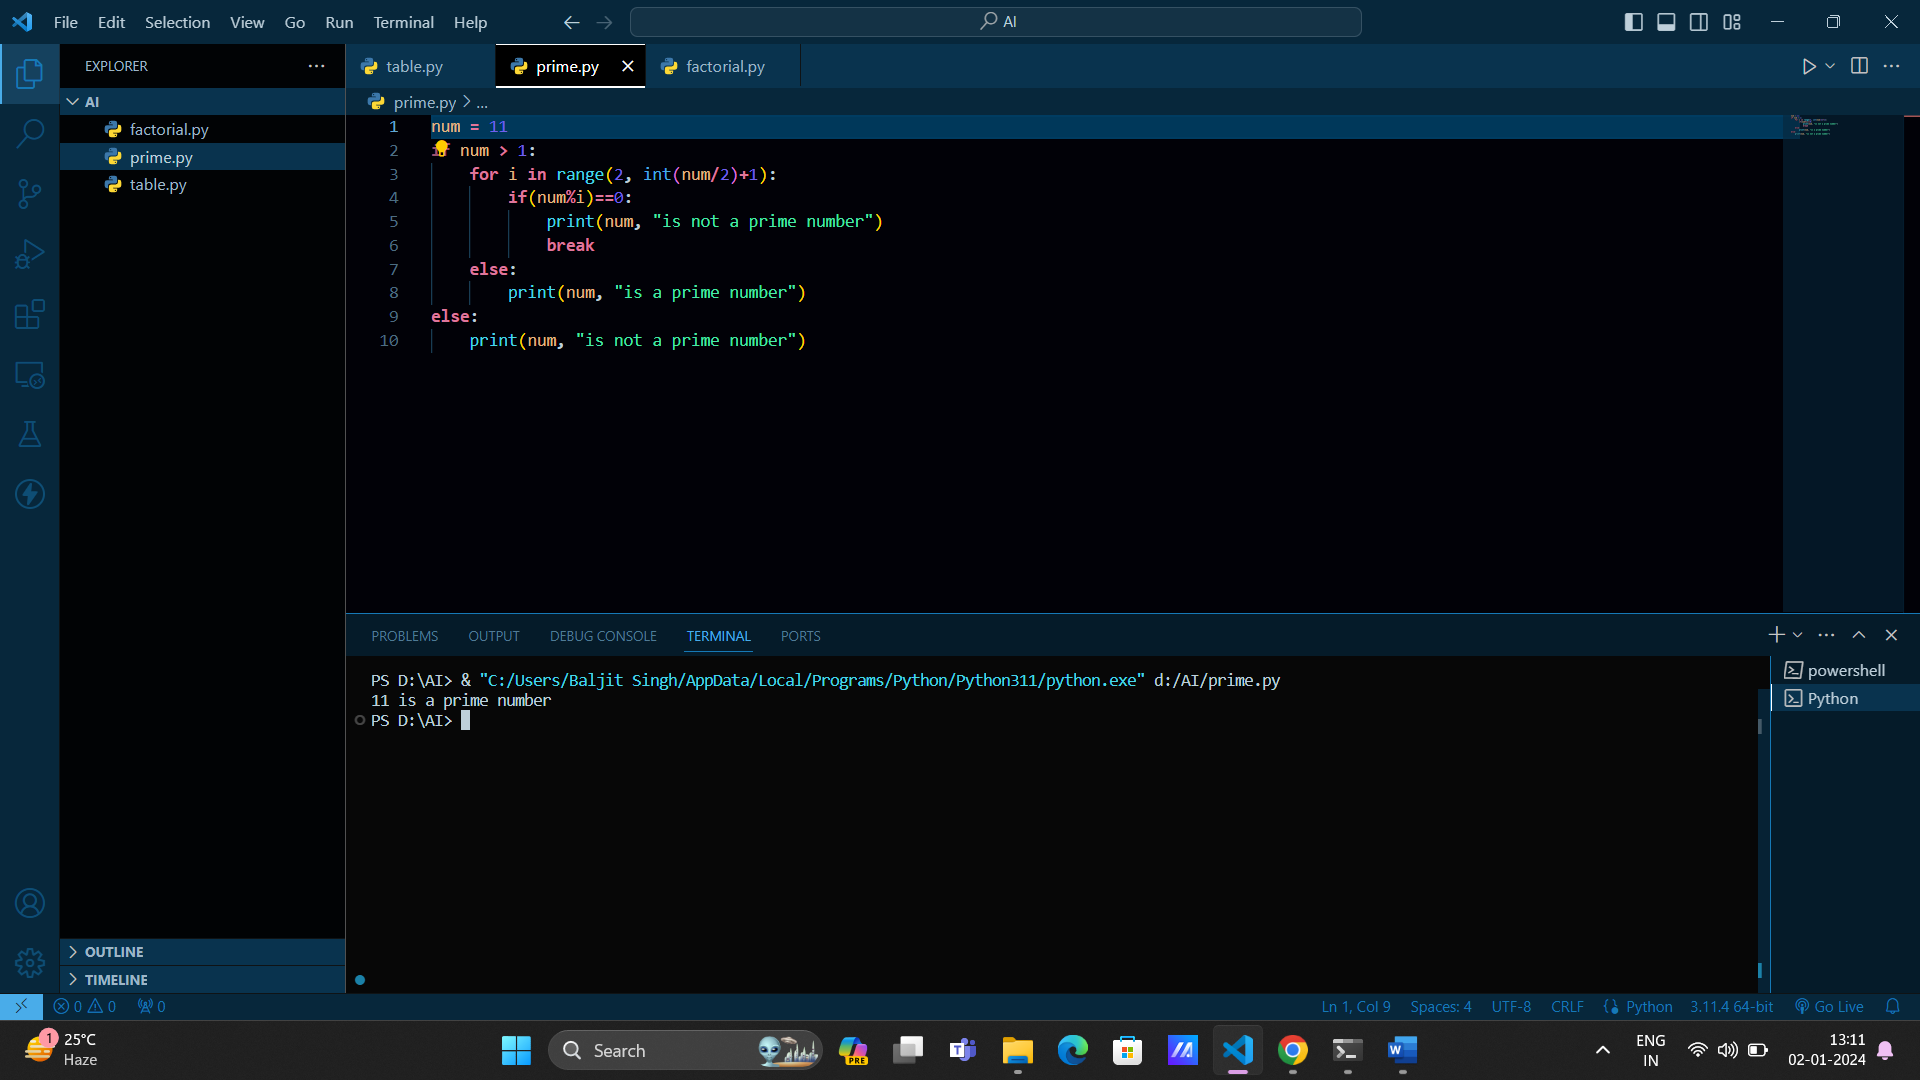 File Edit Selection View Go Run Terminal Help
AI
EXPLORER
AI
factorial.py
prime.py
table.py
OUTLINE
TIMELINE
table.py prime.py factorial.py
prime.py > ...
1 num = 11
2 if num > 1:
3 for i in range(2, int(num/2)+1):
4 if(num%i)==0:
5 print(num, "is not a prime number")
6 break
7 else:
8 print(num, "is a prime number")
9 else:
10 print(num, "is not a prime number")
PROBLEMS OUTPUT DEBUG CONSOLE TERMINAL PORTS
PS D:\AI> & "C:/Users/Baljit Singh/AppData/Local/Programs/Python/Python311/python.exe" d:/AI/prime.py
11 is a prime number
PS D:\AI>
powershell
Python
0 0 0 Ln 1, Col 9 Spaces: 4 UTF-8 CRLF Python 3.11.4 64-bit Go Live
1
25°C
Haze
Search
PRE
ENG
IN
13:11
02-01-2024